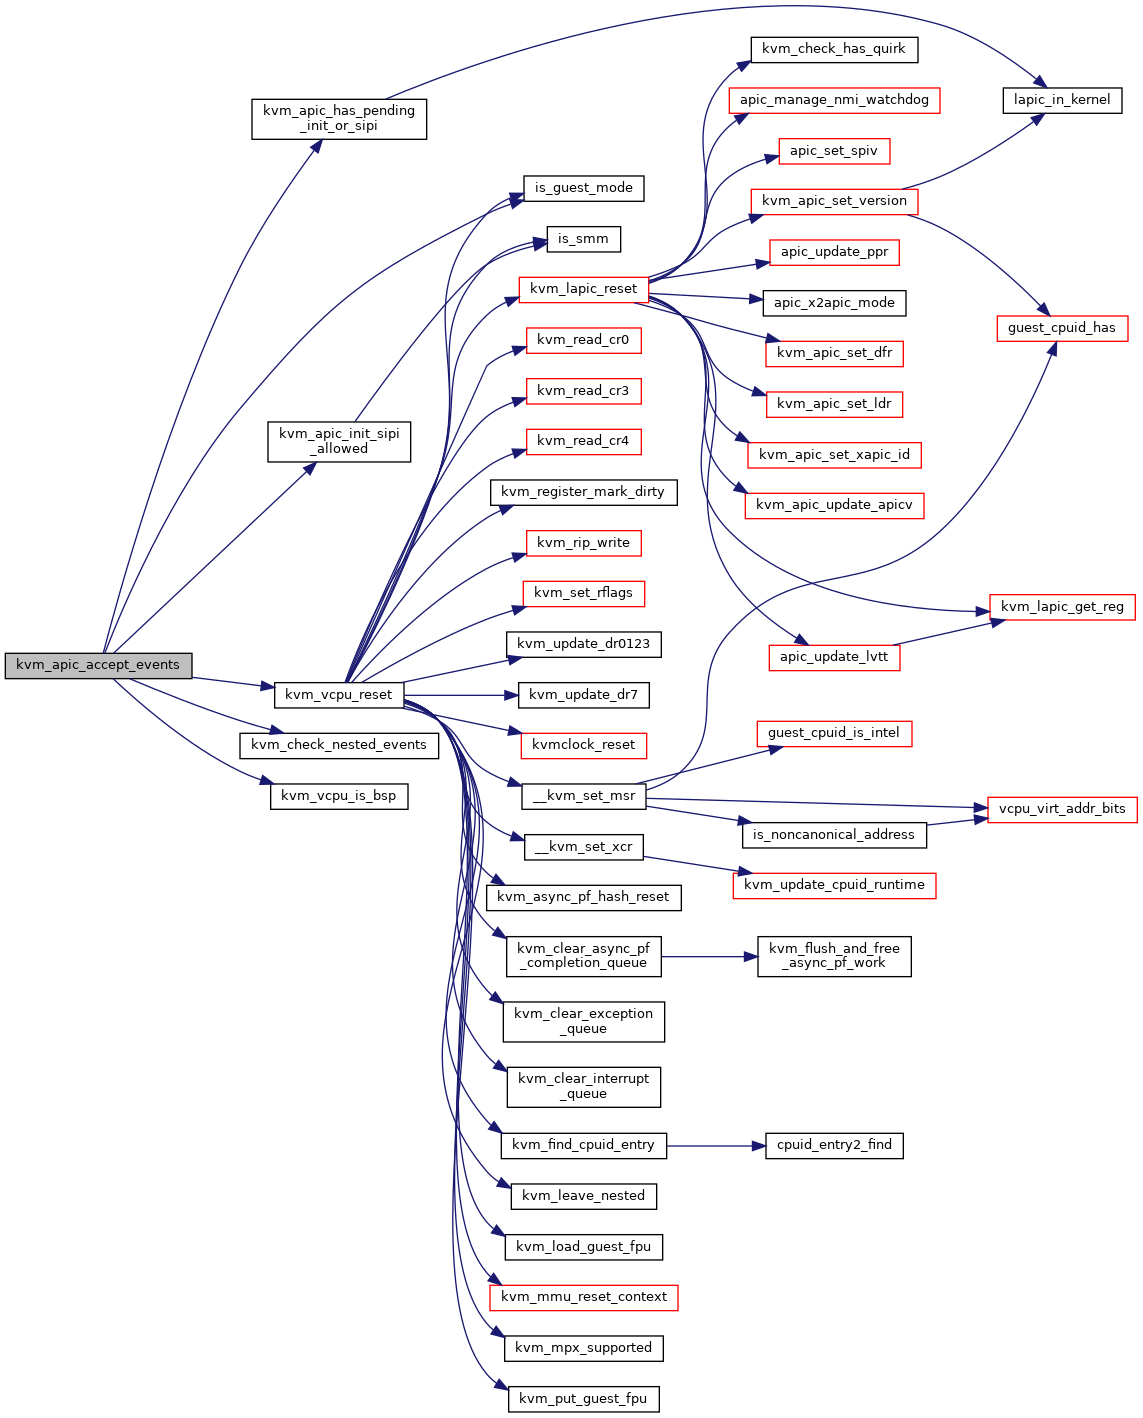 kvm_apic_accept_events
kvm_apic_has_pending
_init_or_sipi
kvm_apic_init_sipi
_allowed
kvm_vcpu_reset
kvm_check_nested_events
kvm_vcpu_is_bsp
is_guest_mode
is_smm
kvm_lapic_reset
kvm_read_cr0
kvm_read_cr3
kvm_read_cr4
kvm_register_mark_dirty
kvm_rip_write
kvm_set_rflags
kvm_update_dr0123
kvm_update_dr7
kvmclock_reset
__kvm_set_msr
__kvm_set_xcr
kvm_async_pf_hash_reset
kvm_clear_async_pf
_completion_queue
kvm_clear_exception
_queue
kvm_clear_interrupt
_queue
kvm_find_cpuid_entry
kvm_leave_nested
kvm_load_guest_fpu
kvm_mmu_reset_context
kvm_mpx_supported
kvm_put_guest_fpu
kvm_check_has_quirk
apic_manage_nmi_watchdog
apic_set_spiv
kvm_apic_set_version
apic_update_ppr
apic_x2apic_mode
kvm_apic_set_dfr
kvm_apic_set_ldr
kvm_apic_set_xapic_id
kvm_apic_update_apicv
apic_update_lvtt
guest_cpuid_is_intel
is_noncanonical_address
kvm_update_cpuid_runtime
kvm_flush_and_free
_async_pf_work
cpuid_entry2_find
lapic_in_kernel
guest_cpuid_has
kvm_lapic_get_reg
vcpu_virt_addr_bits